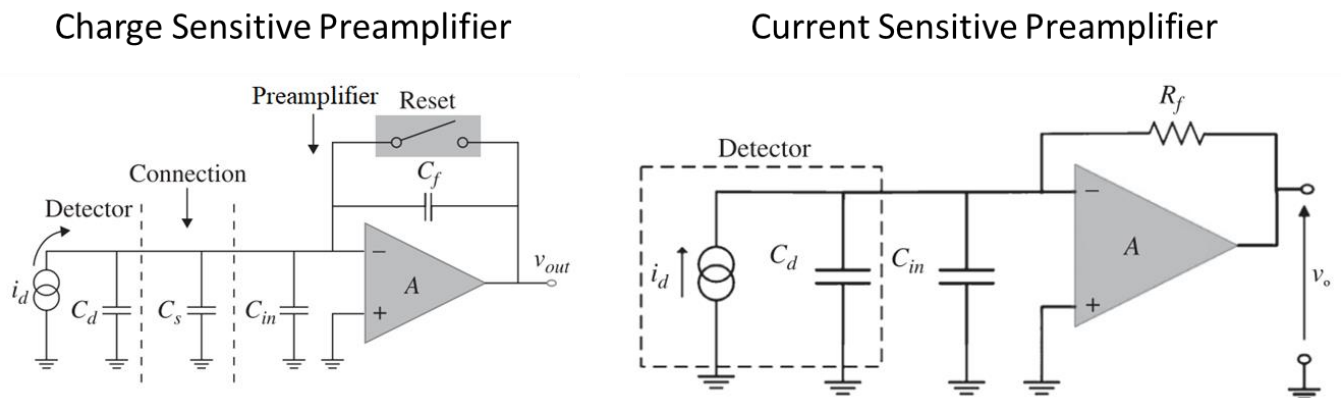 Charge Sensitive Preamplifier
Current Sensitive Preamplifier
Preamplifier
Reset
Connection
C_f
Detector
i_d
C_d
C_s
C_in
−
+
A
v_out
R_f
Detector
i_d
C_d
C_in
−
+
A
v_o